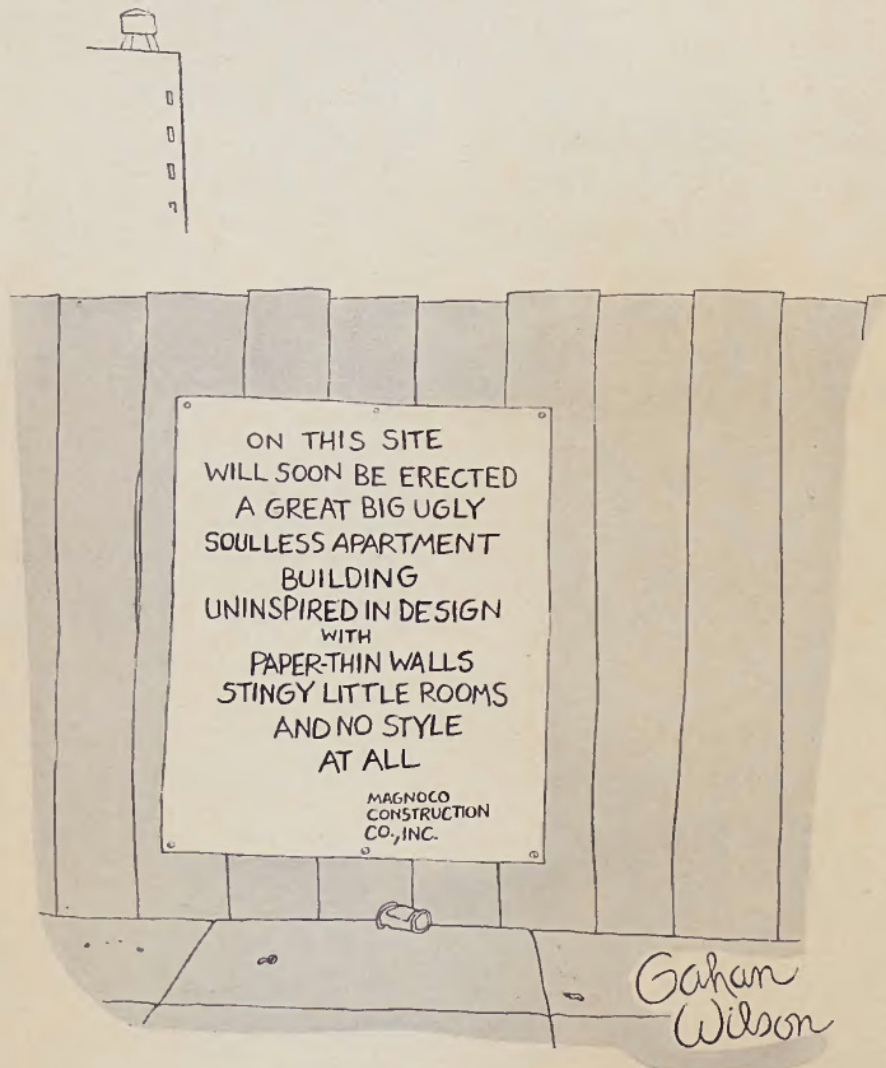 ON THIS SITE
WILL SOON BE ERECTED
A GREAT BIG UGLY
SOULLESS APARTMENT
BUILDING
UNINSPIRED IN DESIGN
WITH
PAPER-THIN WALLS
STINGY LITTLE ROOMS
AND NO STYLE
AT ALL
MAGNOCO
CONSTRUCTION
CO., INC.
Gahan
Wilson